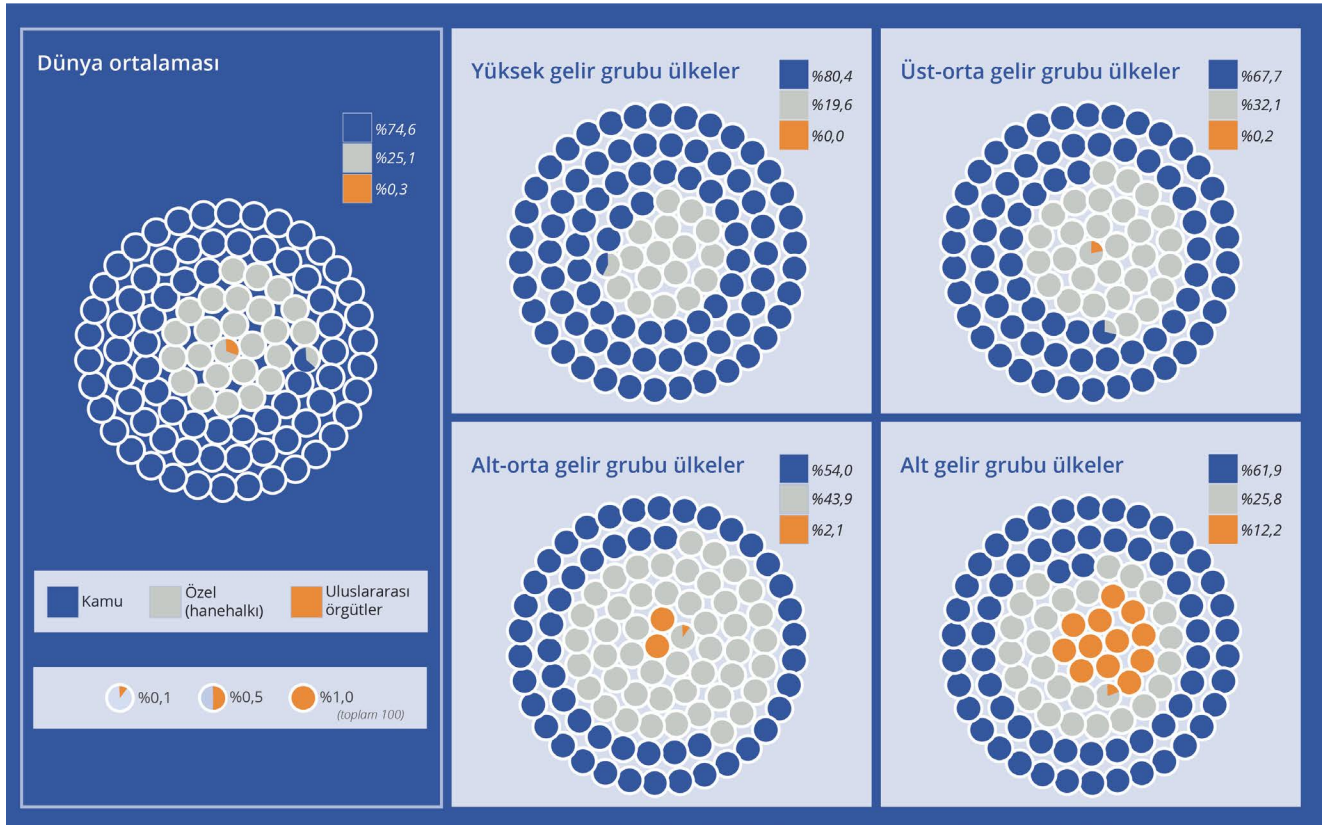 Dünya ortalaması
%74,6
%25,1
%0,3
Kamu
Özel
(hanehalkı)
Uluslararası
örgütler
%0,1
%0,5
%1,0
(toplam 100)
Yüksek gelir grubu ülkeler
%80,4
%19,6
%0,0
Üst-orta gelir grubu ülkeler
%67,7
%32,1
%0,2
Alt-orta gelir grubu ülkeler
%54,0
%43,9
%2,1
Alt gelir grubu ülkeler
%61,9
%25,8
%12,2